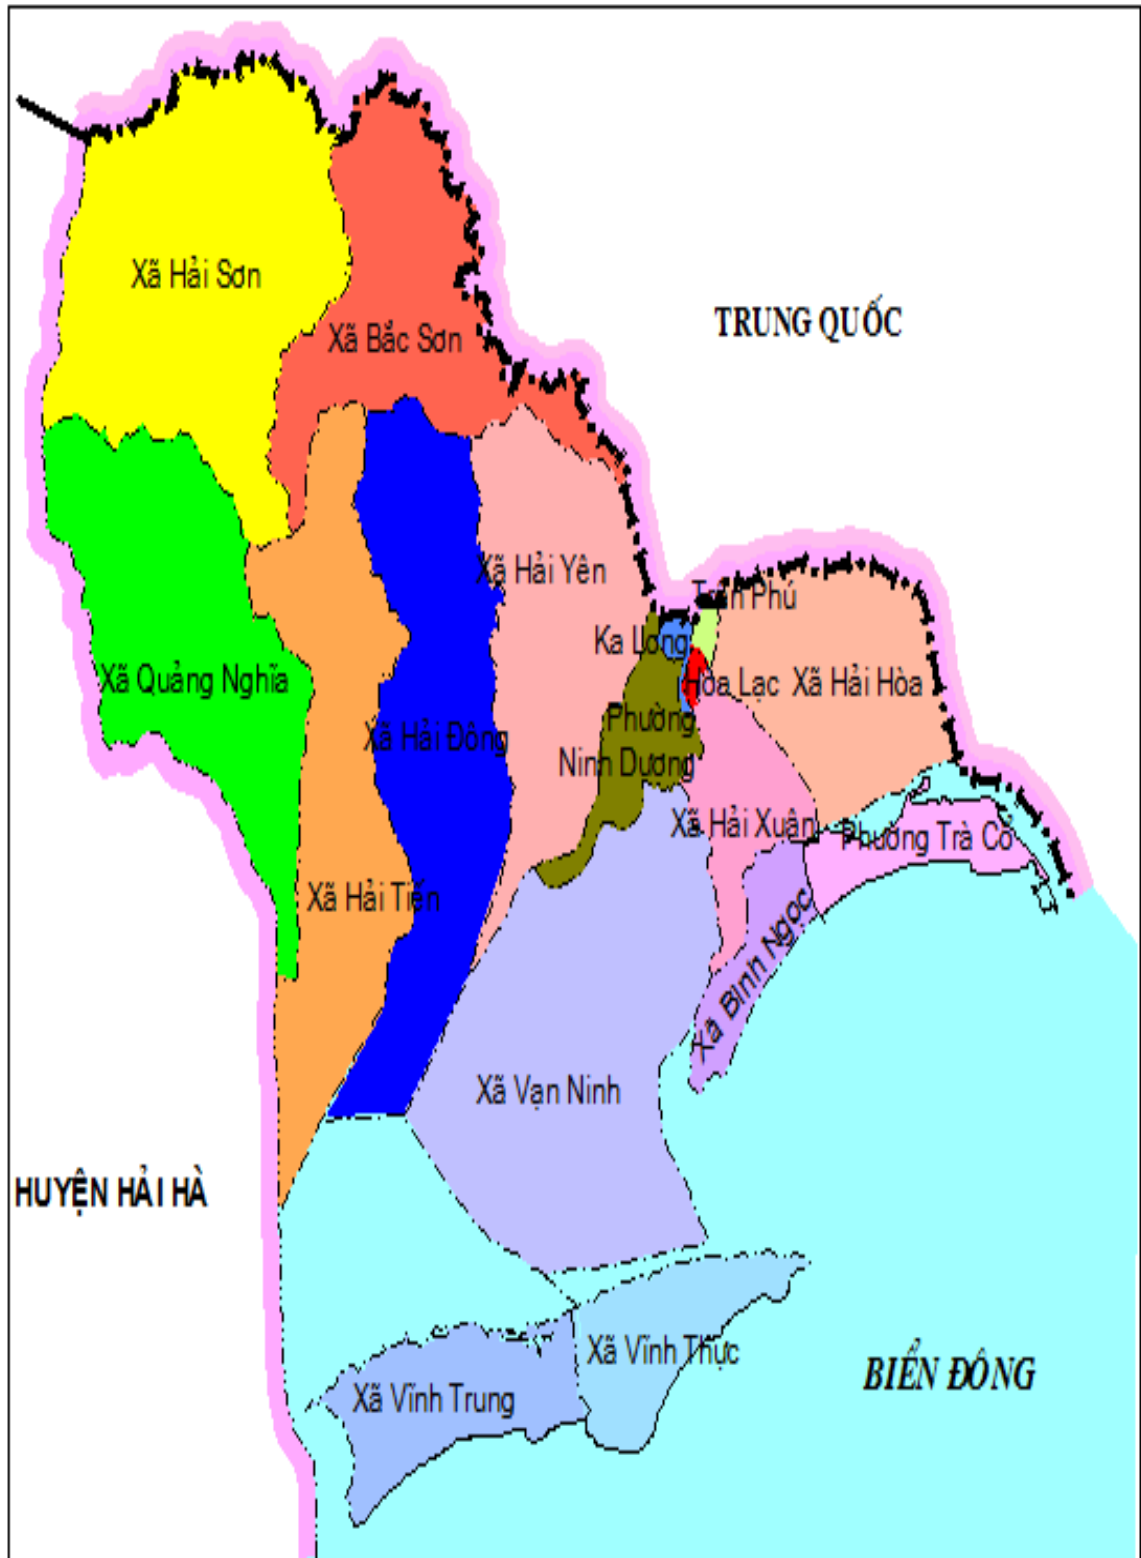 Xã Hải Sơn
TRUNG QUỐC
Xã Bắc Sơn
Xã Hải Yên
Trần Phú
Ka Long
Xã Quảng Nghĩa
Hòa Lạc
Xã Hải Hòa
Phường
Ninh Dương
Xã Hải Đông
Xã Hải Xuân
Phường Trà Cổ
Xã Hải Tiến
Xã Bình Ngọc
Xã Vạn Ninh
HUYỆN HẢI HÀ
Xã Vĩnh Thực
BIỂN ĐÔNG
Xã Vĩnh Trung